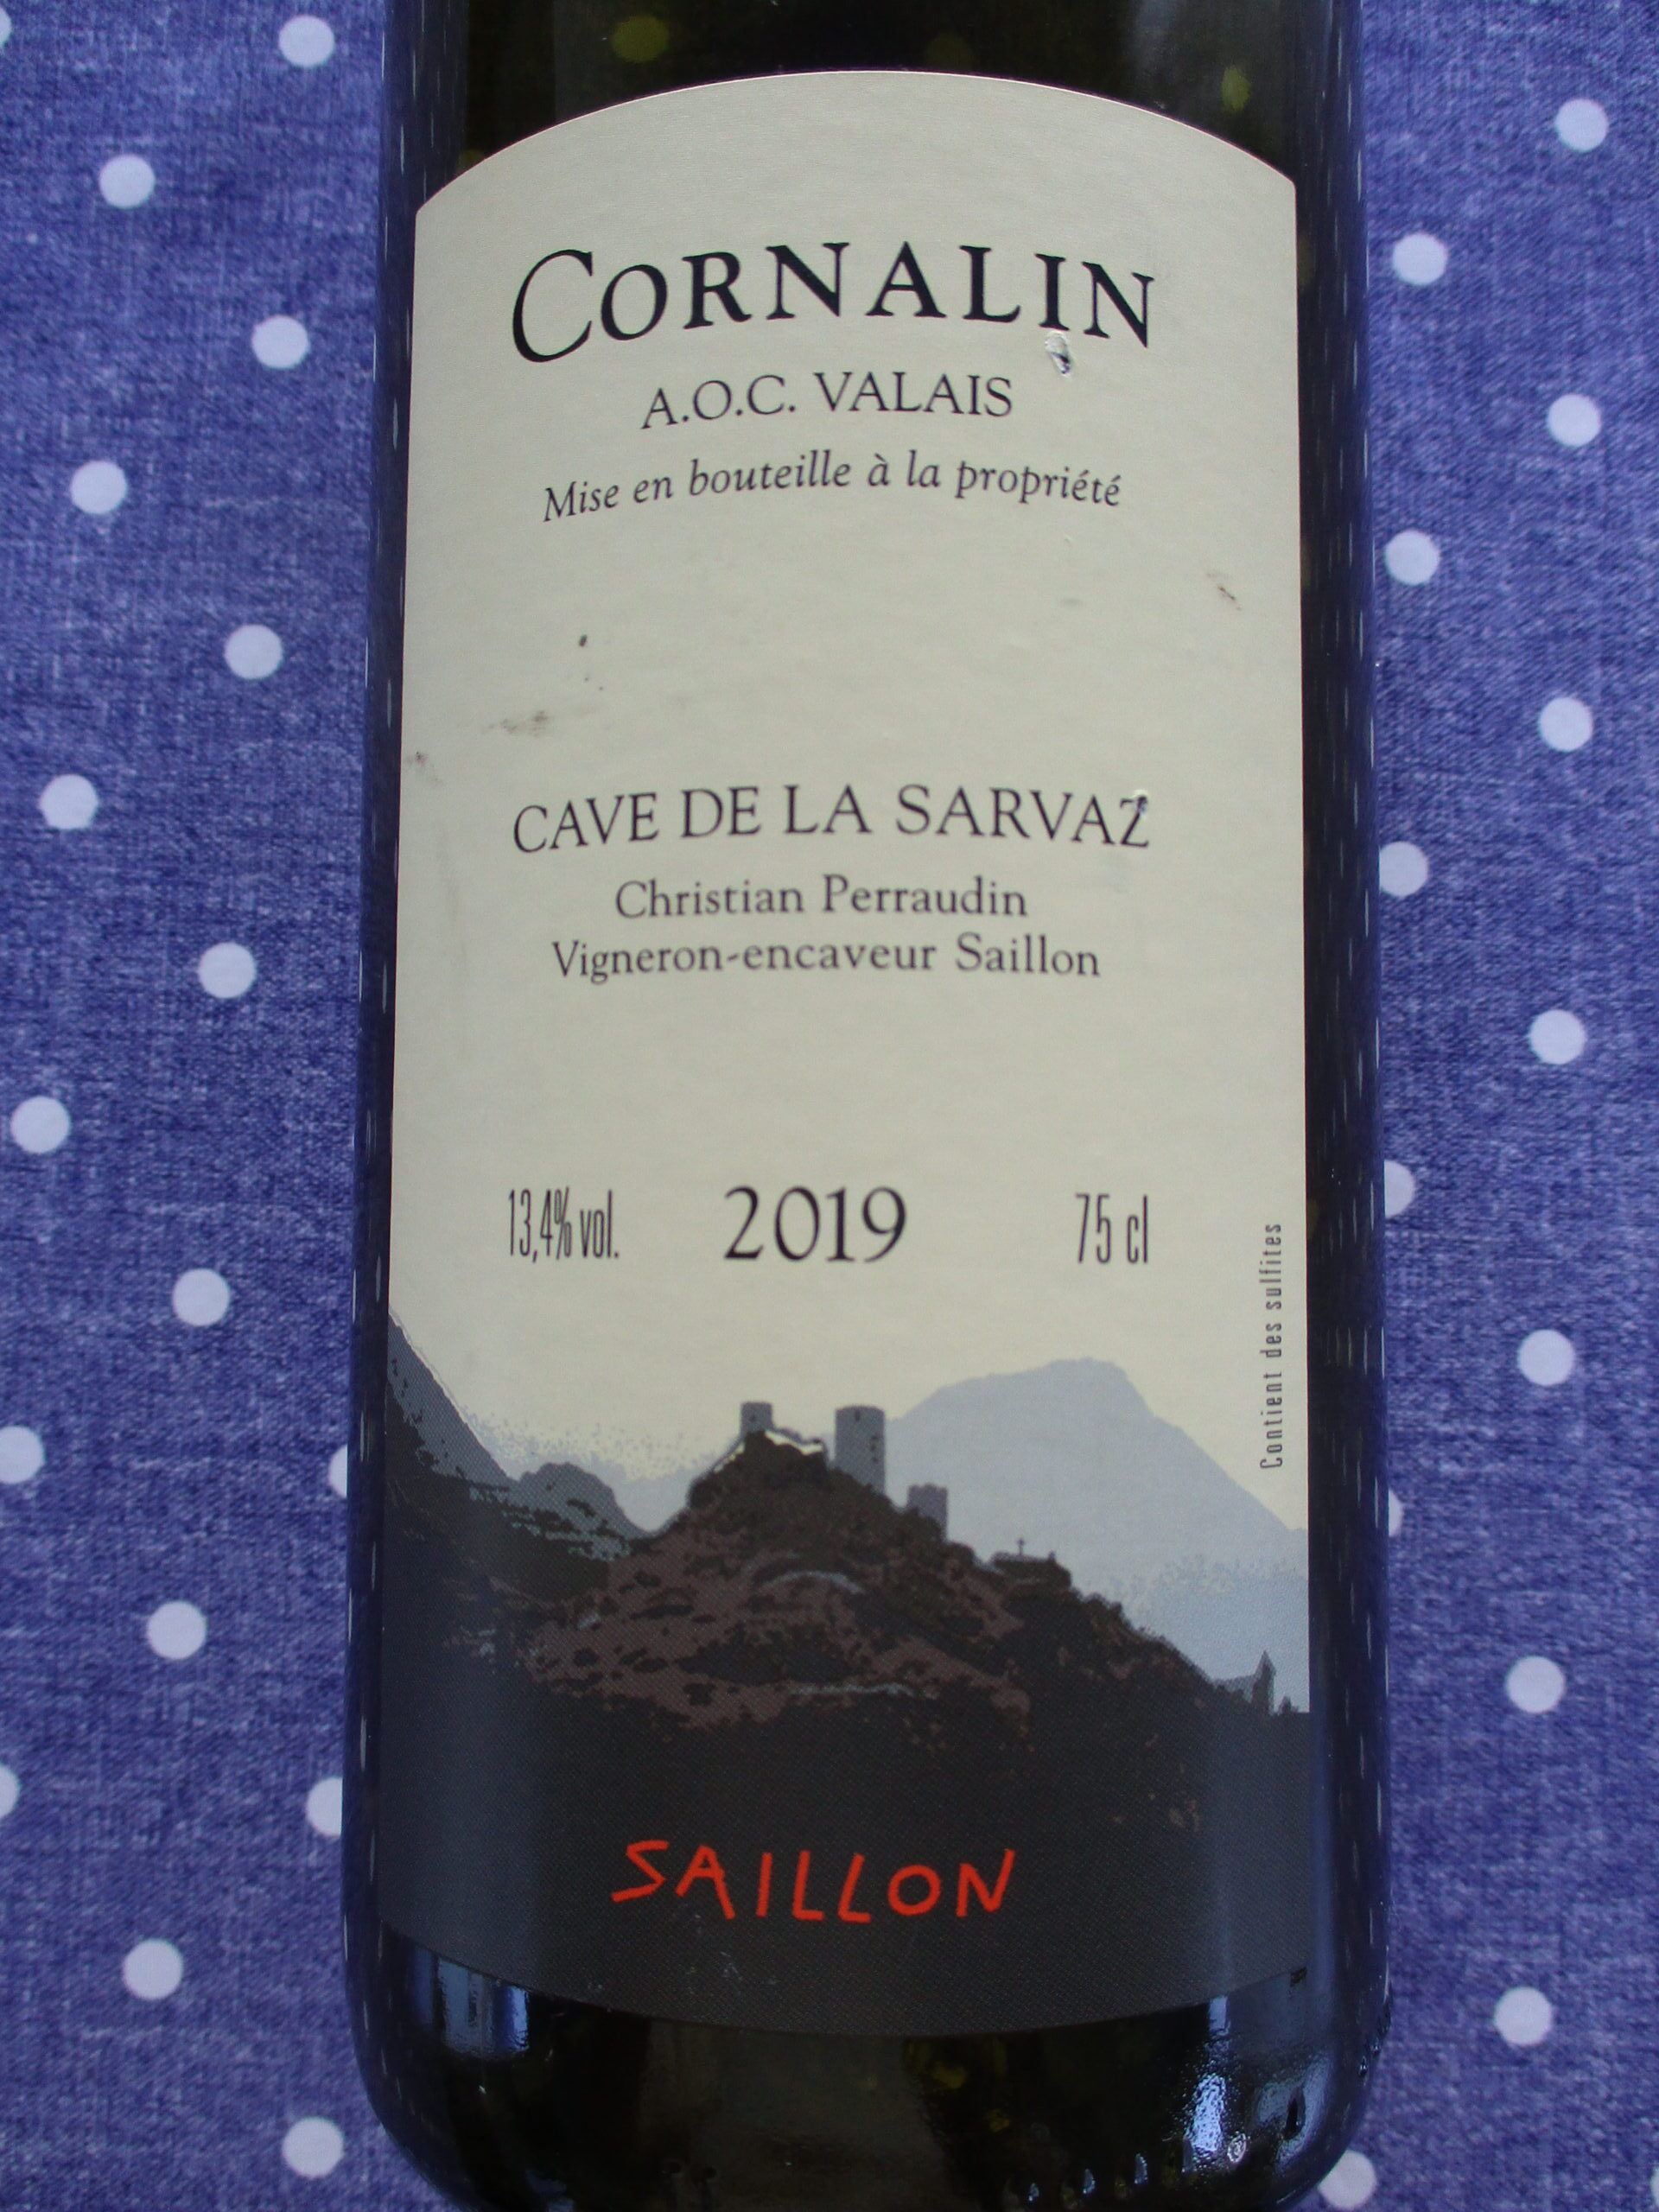 CORNALIN
A.O.C. VALAIS
Mise en bouteille à la propriété
CAVE DE LA SARVAZ
Christian Perraudin
Vigneron-encaveur Saillon
13,4% vol. 2019 75 cl
Contient des sulfites
SAILLON